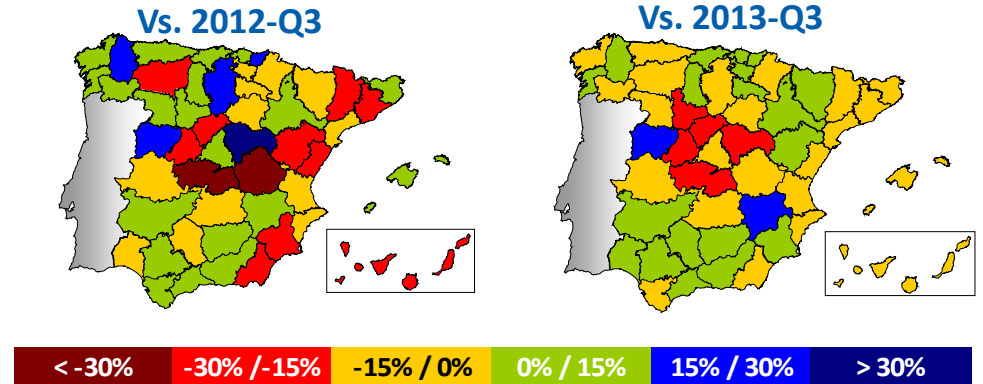 Vs. 2012-Q3
Vs. 2013-Q3
< -30%
-30% /-15%
-15% / 0%
0% / 15%
15% / 30%
> 30%